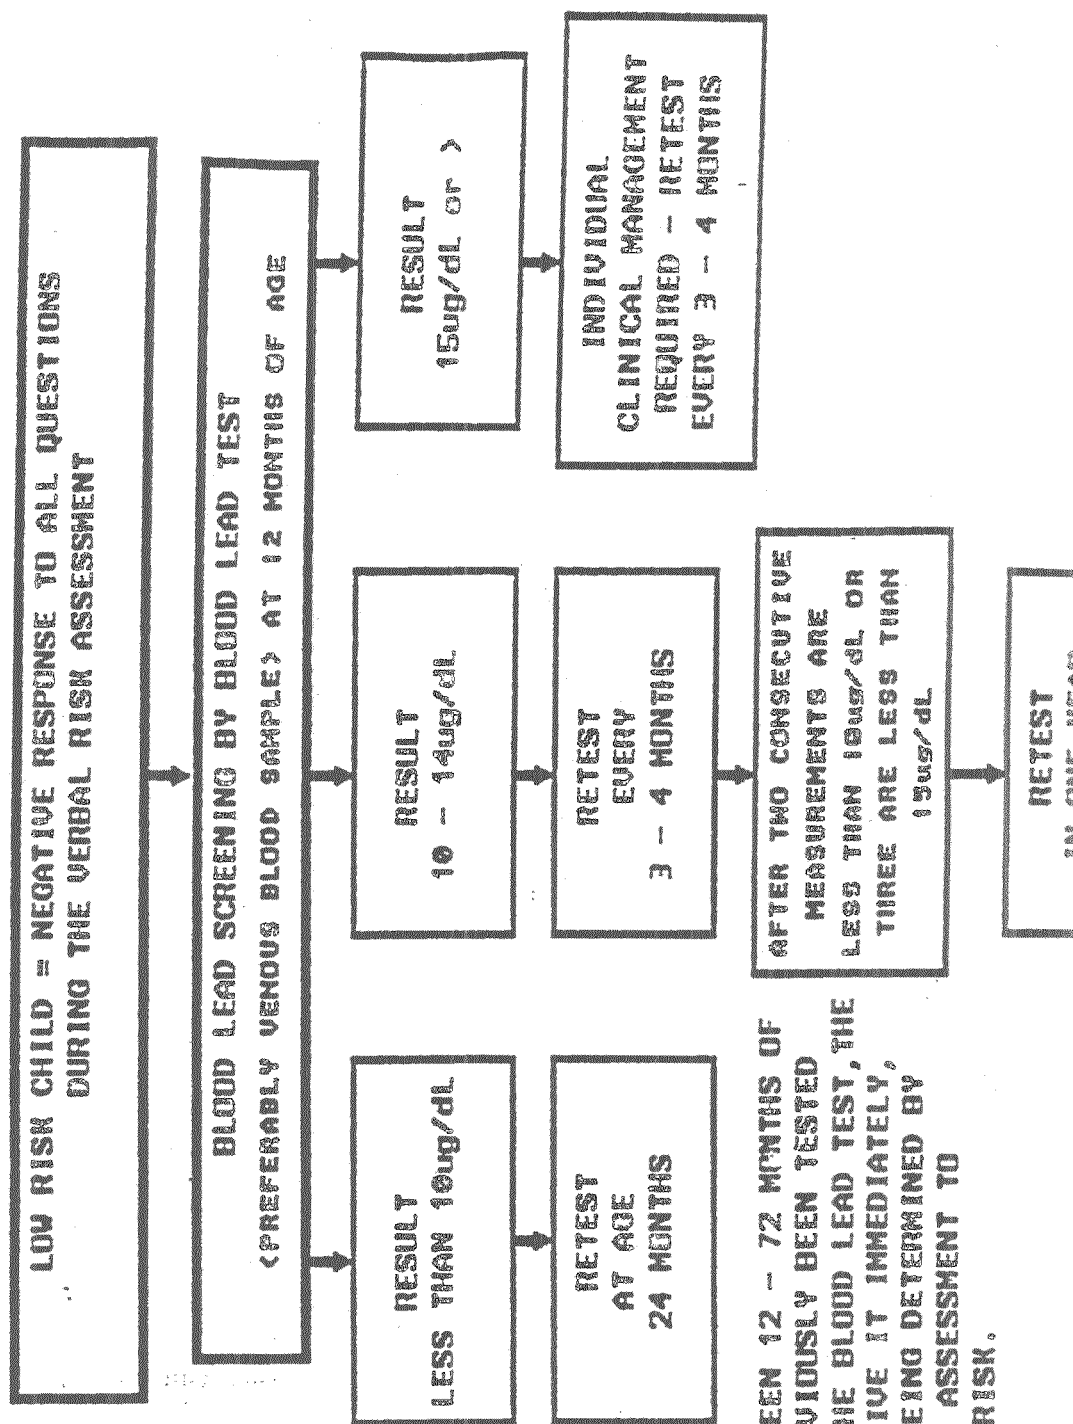 LOW RISK CHILD = NEGATIVE RESPONSE TO ALL QUESTIONS
DURING THE VERBAL RISK ASSESSMENT
BLOOD LEAD SCREENING BY BLOOD LEAD TEST
(PREFERABLY VENOUS BLOOD SAMPLE) AT 12 MONTHS OF AGE
RESULT
LESS THAN 10ug/dL
RETEST
AT AGE
24 MONTHS
RESULT
10 - 14ug/dL
RETEST
EVERY
3 - 4 MONTHS
AFTER TWO CONSECUTIVE
MEASUREMENTS ARE
LESS THAN 10ug/dL OR
THREE ARE LESS THAN
15ug/dL
RETEST
IN ONE YEAR
RESULT
15ug/dL or >
INDIVIDUAL
CLINICAL MANAGEMENT
REQUIRED - RETEST
EVERY 3 - 4 MONTHS
EEN 12 - 72 MONTHS OF
VIOUSLY BEEN TESTED
HE BLOOD LEAD TEST, THE
IVE IT IMMEDIATELY,
EING DETERMINED BY
ASSESSMENT TO
RISK.